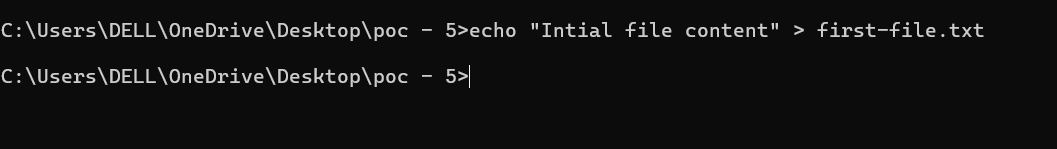 C:\Users\DELL\OneDrive\Desktop\poc - 5>echo "Intial file content" > first-file.txt
C:\Users\DELL\OneDrive\Desktop\poc - 5>